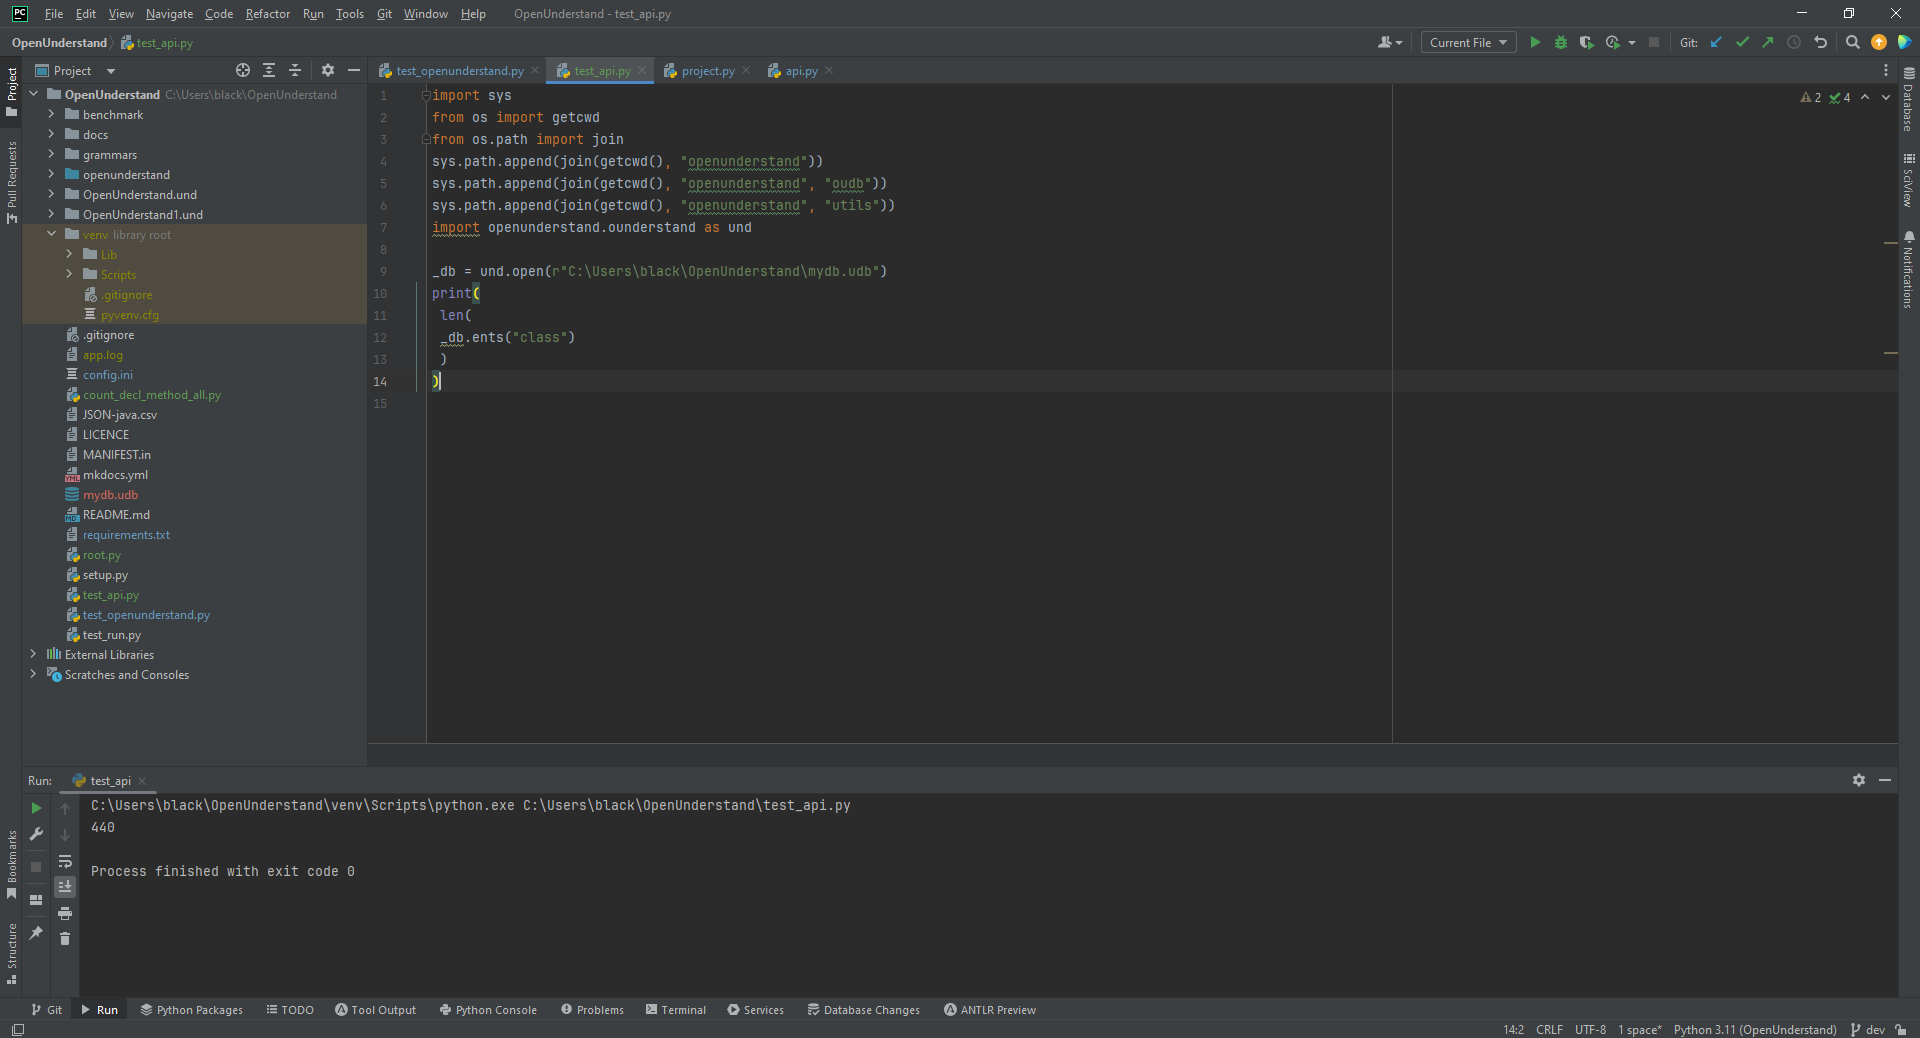 PC File Edit View Navigate Code Refactor Run Tools Git Window Help OpenUnderstand - test_api.py
OpenUnderstand test_api.py Current File Git:
Project
test_openunderstand.py test_api.py project.py api.py
OpenUnderstand C:\Users\black\OpenUnderstand
benchmark
docs
grammars
openunderstand
OpenUnderstand.und
OpenUnderstand1.und
venv library root
Lib
Scripts
.gitignore
pyvenv.cfg
.gitignore
app.log
config.ini
count_decl_method_all.py
JSON-java.csv
LICENCE
MANIFEST.in
mkdocs.yml
mydb.udb
README.md
requirements.txt
root.py
setup.py
test_api.py
test_openunderstand.py
test_run.py
External Libraries
Scratches and Consoles
1 import sys
2 from os import getcwd
3 from os.path import join
4 sys.path.append(join(getcwd(), "openunderstand"))
5 sys.path.append(join(getcwd(), "openunderstand", "oudb"))
6 sys.path.append(join(getcwd(), "openunderstand", "utils"))
7 import openunderstand.ounderstand as und
8
9 _db = und.open(r"C:\Users\black\OpenUnderstand\mydb.udb")
10 print(
11 len(
12 _db.ents("class")
13 )
14 )
15
2 4
Project
Pull Requests
Bookmarks
Structure
Database
SciView
Notifications
Run: test_api
C:\Users\black\OpenUnderstand\venv\Scripts\python.exe C:\Users\black\OpenUnderstand\test_api.py
440
Process finished with exit code 0
Git Run Python Packages TODO Tool Output Python Console Problems Terminal Services Database Changes ANTLR Preview
14:2 CRLF UTF-8 1 space* Python 3.11 (OpenUnderstand) dev